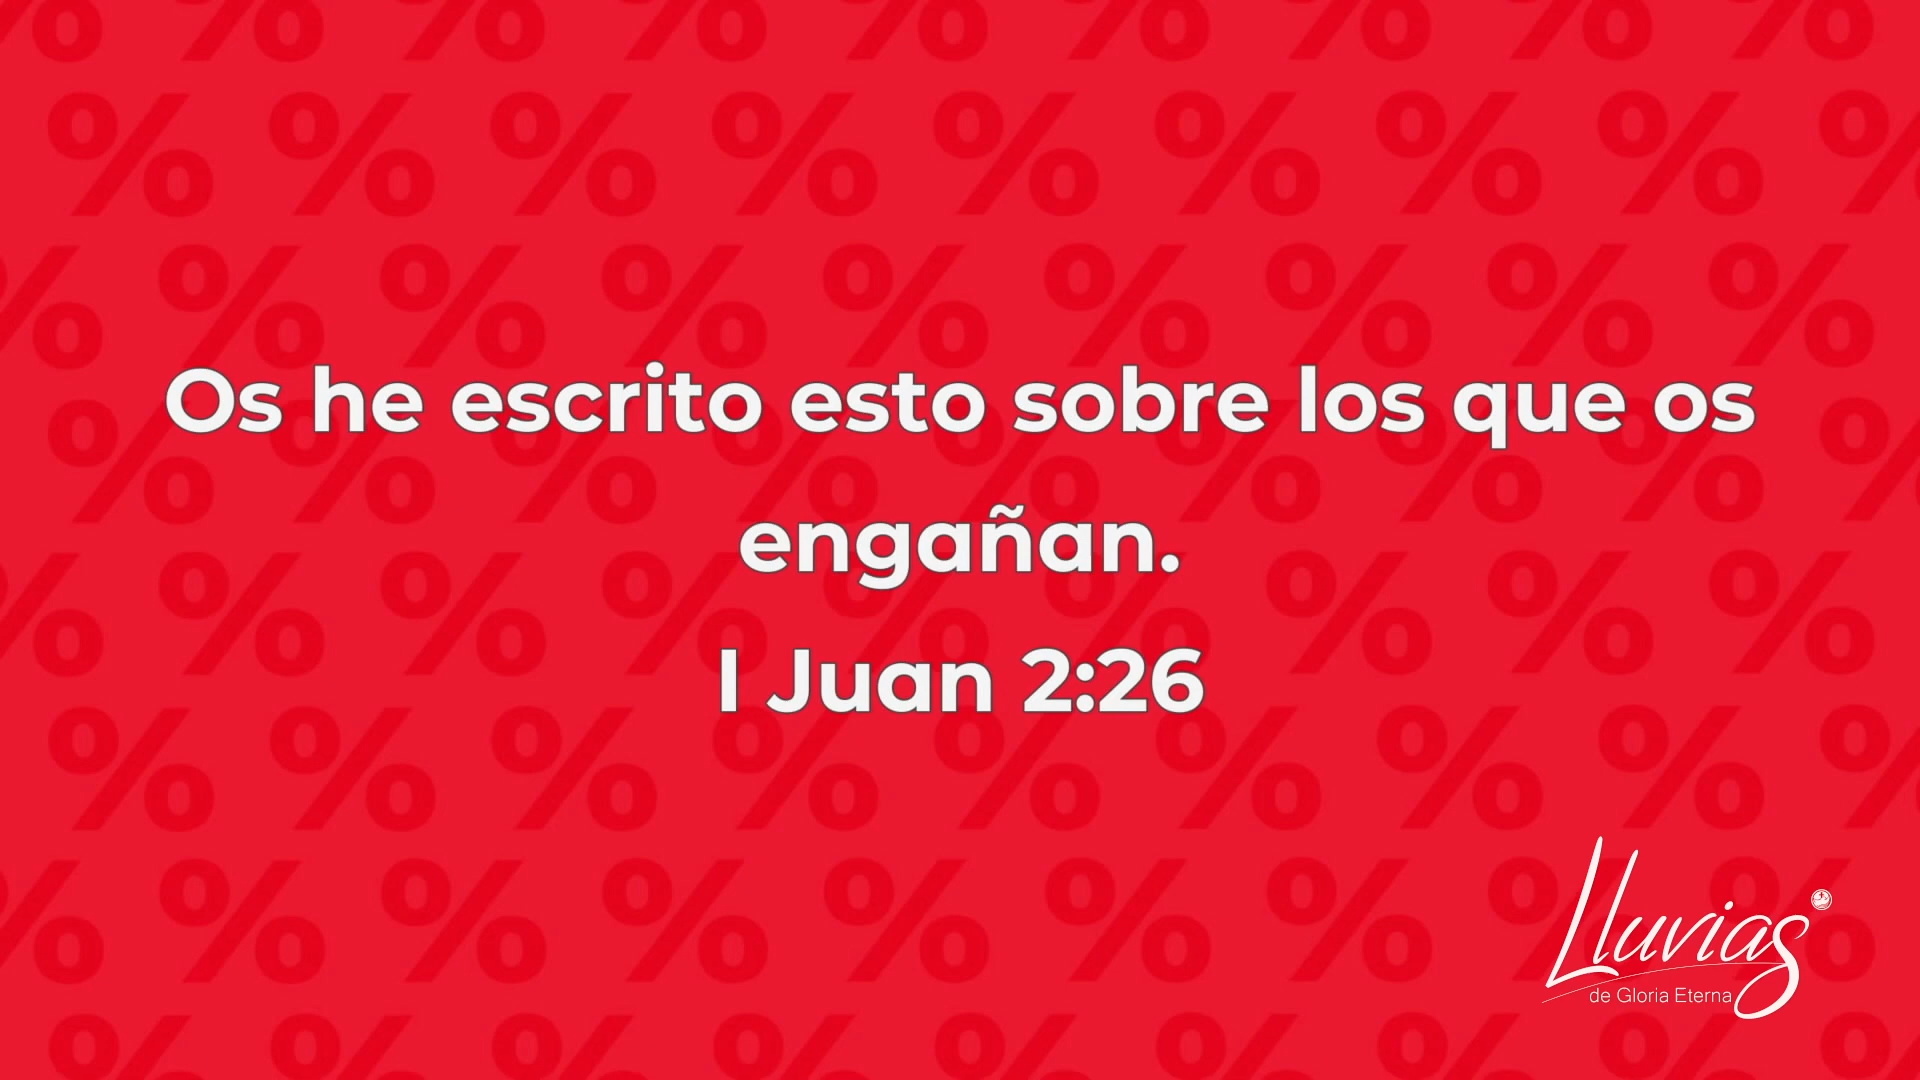 Os he escrito esto sobre los que os
engañan.
I Juan 2:26
Lluvias
de Gloria Eterna